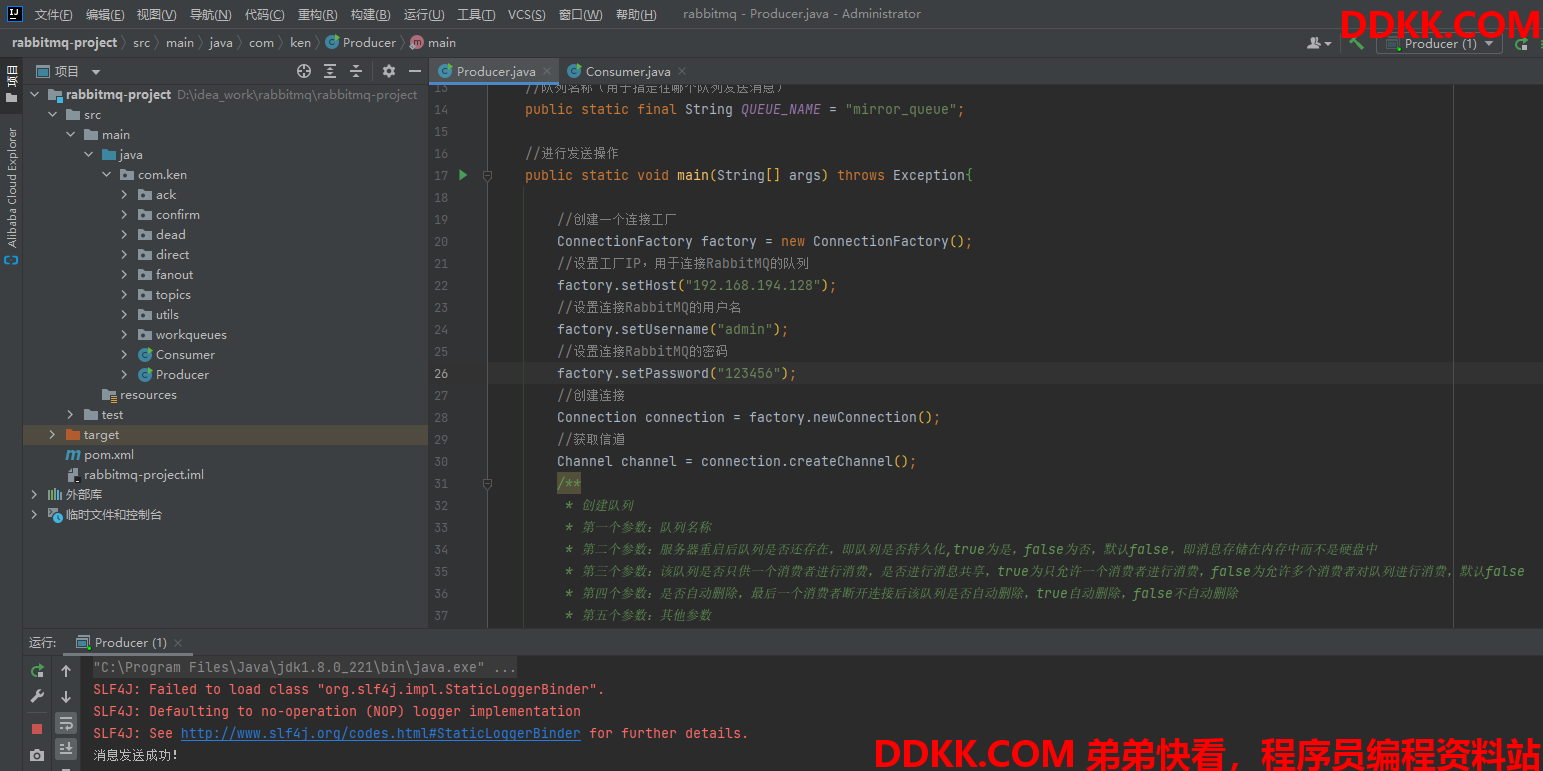 文件(F) 编辑(E) 视图(V) 导航(N) 代码(C) 重构(R) 构建(B) 运行(U) 工具(T) VCS(S) 窗口(W) 帮助(H) rabbitmq - Producer.java - Administrator
DDKK.COM
rabbitmq-project src main java com ken Producer main
Producer (1)
项目
项目
Producer.java
Consumer.java
Alibaba Cloud Explorer
rabbitmq-project D:\idea_work\rabbitmq\rabbitmq-project
src
main
java
com.ken
ack
confirm
dead
direct
fanout
topics
utils
workqueues
Consumer
Producer
resources
test
target
pom.xml
rabbitmq-project.iml
外部库
临时文件和控制台
13 //队列名称（用于指定往哪个队列发送消息）
14 public static final String QUEUE_NAME = "mirror_queue";
15
16 //进行发送操作
17 public static void main(String[] args) throws Exception{
18
19 //创建一个连接工厂
20 ConnectionFactory factory = new ConnectionFactory();
21 //设置工厂IP，用于连接RabbitMQ的队列
22 factory.setHost("192.168.194.128");
23 //设置连接RabbitMQ的用户名
24 factory.setUsername("admin");
25 //设置连接RabbitMQ的密码
26 factory.setPassword("123456");
27 //创建连接
28 Connection connection = factory.newConnection();
29 //获取信道
30 Channel channel = connection.createChannel();
31 /**
32 * 创建队列
33 * 第一个参数：队列名称
34 * 第二个参数：服务器重启后队列是否还存在，即队列是否持久化,true为是，false为否，默认false，即消息存储在内存中而不是硬盘中
35 * 第三个参数：该队列是否只供一个消费者进行消费，是否进行消息共享，true为只允许一个消费者进行消费，false为允许多个消费者对队列进行消费，默认false
36 * 第四个参数：是否自动删除，最后一个消费者断开连接后该队列是否自动删除，true自动删除，false不自动删除
37 * 第五个参数：其他参数
运行: Producer (1)
"C:\Program Files\Java\jdk1.8.0_221\bin\java.exe" ...
SLF4J: Failed to load class "org.slf4j.impl.StaticLoggerBinder".
SLF4J: Defaulting to no-operation (NOP) logger implementation
SLF4J: See http://www.slf4j.org/codes.html#StaticLoggerBinder for further details.
消息发送成功!
DDKK.COM 弟弟快看，程序员编程资料站